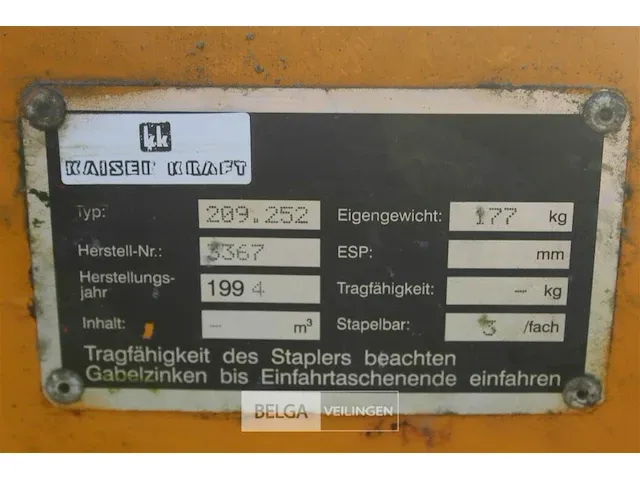 kk
KAISER KRAFT
Typ: 209.252 Eigengewicht: 177 kg
Herstell-Nr.: 3367 ESP: mm
Herstellungs-
jahr 1994 Tragfähigkeit: - kg
Inhalt: - m³ Stapelbar: 3 /fach
Tragfähigkeit des Staplers beachten
Gabelzinken bis Einfahrtaschenende einfahren
BELGA VEILINGEN